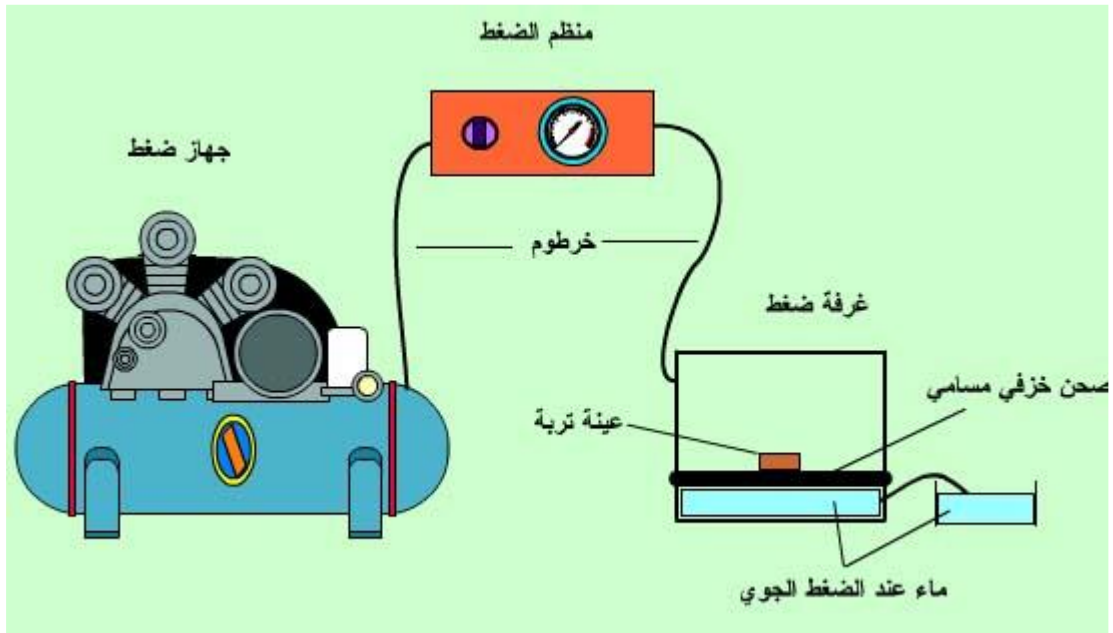 منظم الضغط
جهاز ضغط
خرطوم
غرفة ضغط
صحن خزفي مسامي
عينة تربة
ماء عند الضغط الجوي